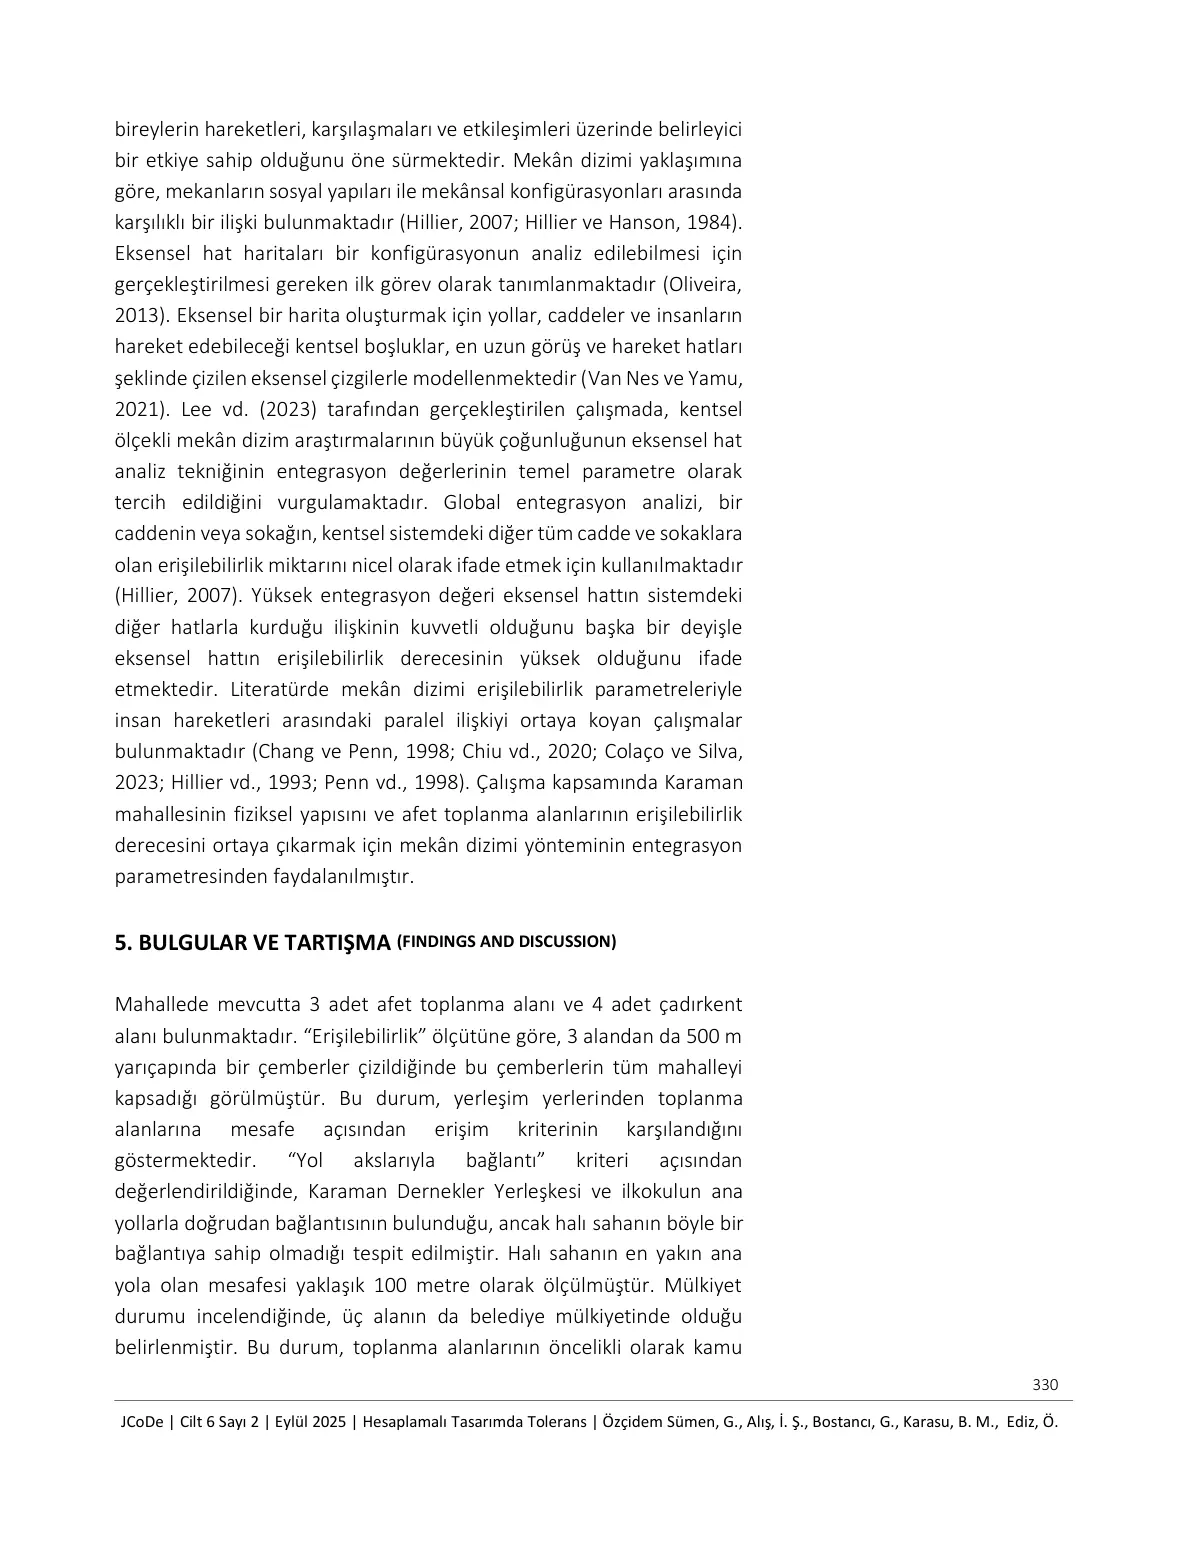 bireylerin hareketleri, karşılaşmaları ve etkileşimleri üzerinde belirleyici
bir etkiye sahip olduğunu öne sürmektedir. Mekân dizimi yaklaşımına
göre, mekanların sosyal yapıları ile mekânsal konfigürasyonları arasında
karşılıklı bir ilişki bulunmaktadır (Hillier, 2007; Hillier ve Hanson, 1984).
Eksensel hat haritaları bir konfigürasyonun analiz edilebilmesi için
gerçekleştirilmesi gereken ilk görev olarak tanımlanmaktadır (Oliveira,
2013). Eksensel bir harita oluşturmak için yollar, caddeler ve insanların
hareket edebileceği kentsel boşluklar, en uzun görüş ve hareket hatları
şeklinde çizilen eksensel çizgilerle modellenmektedir (Van Nes ve Yamu,
2021). Lee vd. (2023) tarafından gerçekleştirilen çalışmada, kentsel
ölçekli mekân dizim araştırmalarının büyük çoğunluğunun eksensel hat
analiz tekniğinin entegrasyon değerlerinin temel parametre olarak
tercih edildiğini vurgulamaktadır. Global entegrasyon analizi, bir
caddenin veya sokağın, kentsel sistemdeki diğer tüm cadde ve sokaklara
olan erişilebilirlik miktarını nicel olarak ifade etmek için kullanılmaktadır
(Hillier, 2007). Yüksek entegrasyon değeri eksensel hattın sistemdeki
diğer hatlarla kurduğu ilişkinin kuvvetli olduğunu başka bir deyişle
eksensel hattın erişilebilirlik derecesinin yüksek olduğunu ifade
etmektedir. Literatürde mekân dizimi erişilebilirlik parametreleriyle
insan hareketleri arasındaki paralel ilişkiyi ortaya koyan çalışmalar
bulunmaktadır (Chang ve Penn, 1998; Chiu vd., 2020; Colaço ve Silva,
2023; Hillier vd., 1993; Penn vd., 1998). Çalışma kapsamında Karaman
mahallesinin fiziksel yapısını ve afet toplanma alanlarının erişilebilirlik
derecesini ortaya çıkarmak için mekân dizimi yönteminin entegrasyon
parametresinden faydalanılmıştır.
5. BULGULAR VE TARTIŞMA (FINDINGS AND DISCUSSION)
Mahallede mevcutta 3 adet afet toplanma alanı ve 4 adet çadırkent
alanı bulunmaktadır. “Erişilebilirlik” ölçütüne göre, 3 alandan da 500 m
yarıçapında bir çemberler çizildiğinde bu çemberlerin tüm mahalleyi
kapsadığı görülmüştür. Bu durum, yerleşim yerlerinden toplanma
alanlarına mesafe açısından erişim kriterinin karşılandığını
göstermektedir. “Yol akslarıyla bağlantı” kriteri açısından
değerlendirildiğinde, Karaman Dernekler Yerleşkesi ve ilkokulun ana
yollarla doğrudan bağlantısının bulunduğu, ancak halı sahanın böyle bir
bağlantıya sahip olmadığı tespit edilmiştir. Halı sahanın en yakın ana
yola olan mesafesi yaklaşık 100 metre olarak ölçülmüştür. Mülkiyet
durumu incelendiğinde, üç alanın da belediye mülkiyetinde olduğu
belirlenmiştir. Bu durum, toplanma alanlarının öncelikli olarak kamu
330
JCoDe | Cilt 6 Sayı 2 | Eylül 2025 | Hesaplamalı Tasarımda Tolerans | Özçidem Sümen, G., Alış, İ. Ş., Bostancı, G., Karasu, B. M., Ediz, Ö.